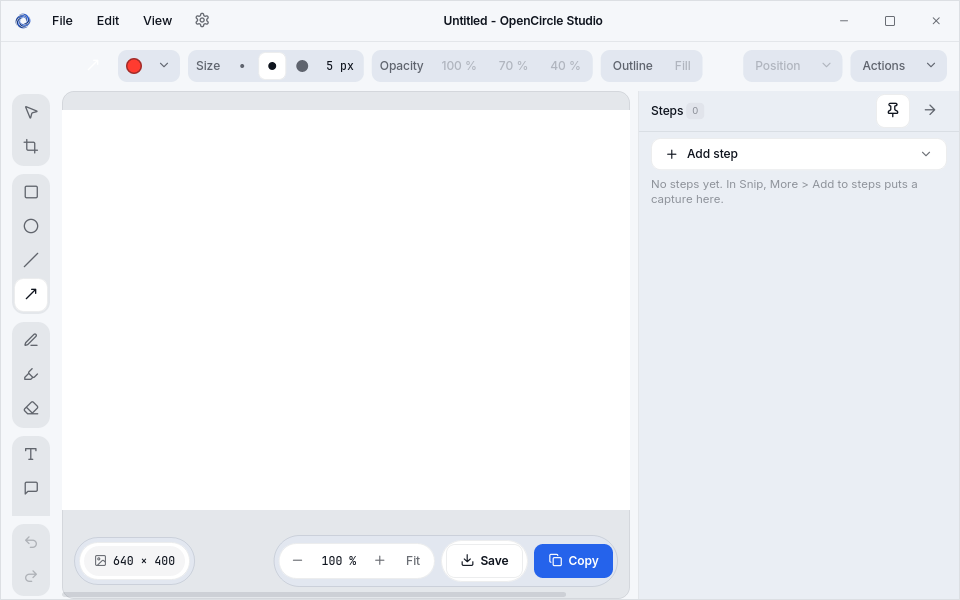 File Edit View Untitled - OpenCircle Studio
Size 5 px Opacity 100 % 70 % 40 % Outline Fill Position Actions
Steps 0
Add step
No steps yet. In Snip, More > Add to steps puts a
capture here.
640 × 400 100 % Fit Save Copy